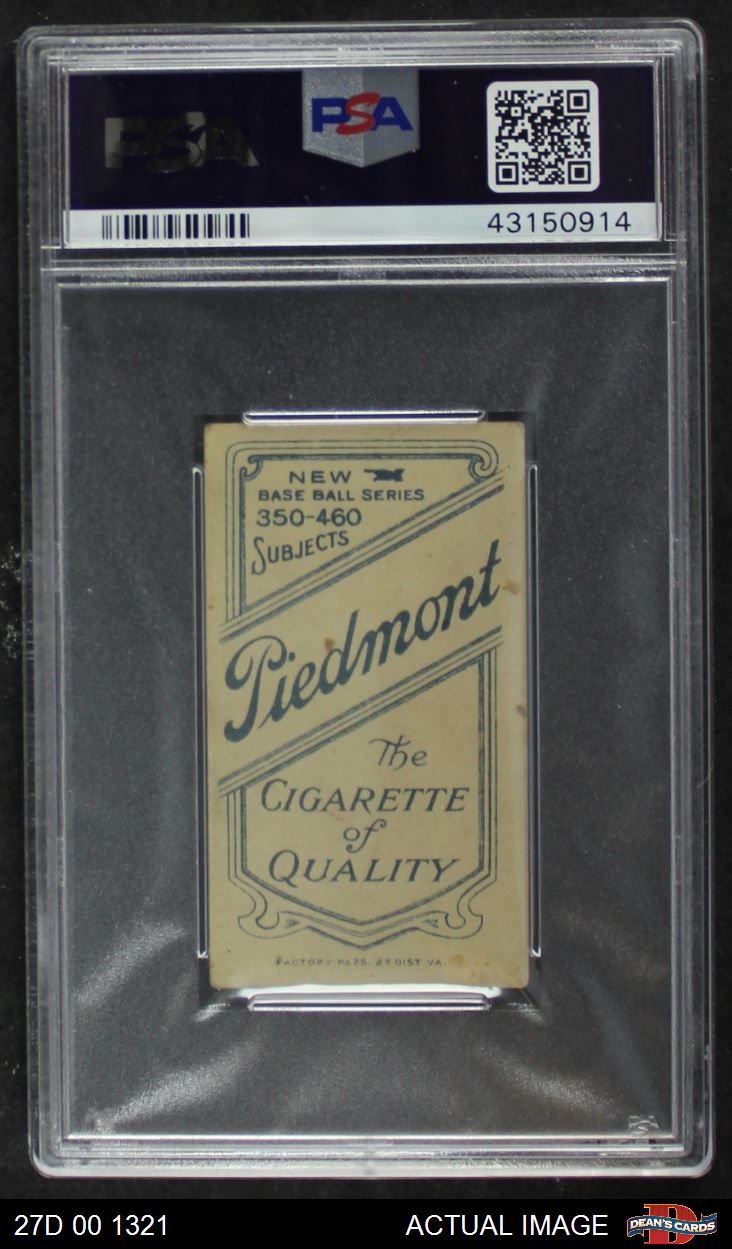 PSA
PSA
43150914
NEW
BASE BALL SERIES
350-460
SUBJECTS
Piedmont
The
CIGARETTE
of
QUALITY
FACTORY No 25, 2D DIST VA.
27D 00 1321
ACTUAL IMAGE
DEAN'S CARDS